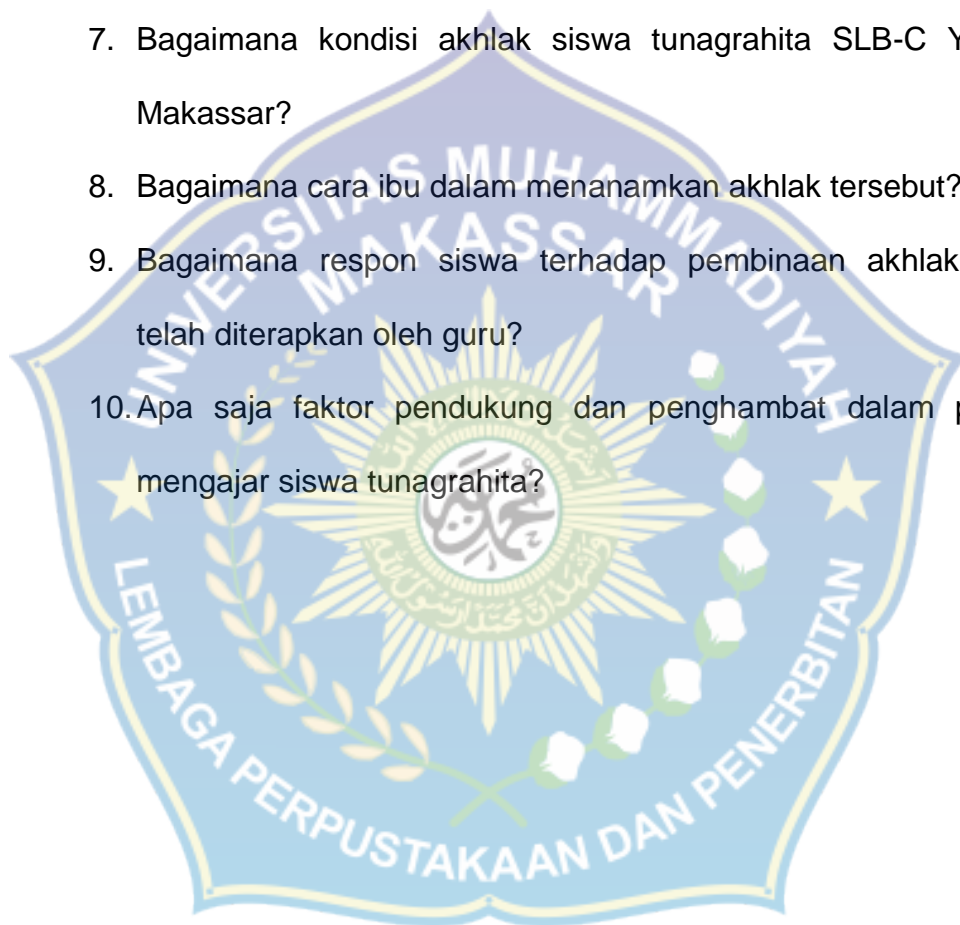 7. Bagaimana kondisi akhlak siswa tunagrahita SLB-C Y
Makassar?
8. Bagaimana cara ibu dalam menanamkan akhlak tersebut?
9. Bagaimana respon siswa terhadap pembinaan akhlak
telah diterapkan oleh guru?
10. Apa saja faktor pendukung dan penghambat dalam p
mengajar siswa tunagrahita?
UNIVERSITAS MUHAMMADIYAH
MAKASSAR
LEMBAGA PERPUSTAKAAN DAN PENERBITAN